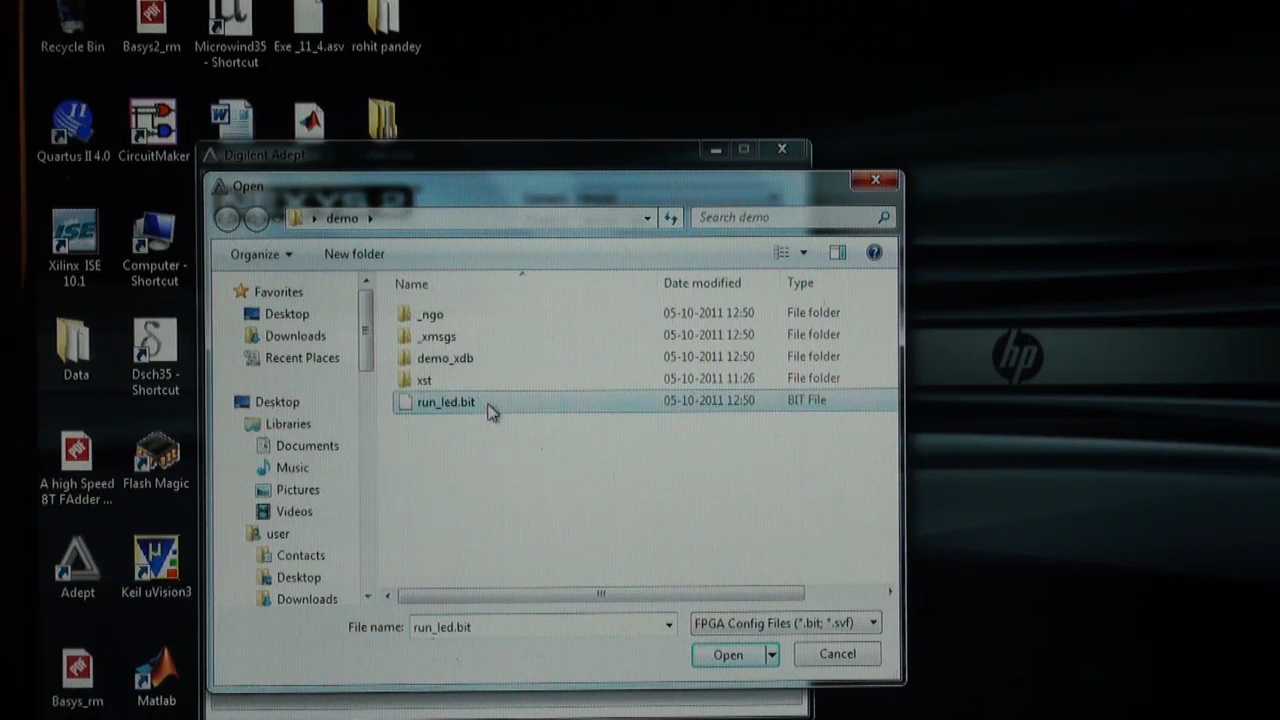 Recycle Bin
Basys2_rm
Microwind35 - Shortcut
Exe _11_4.asv
rohit pandey
Quartus II 4.0
CircuitMaker
Digilent Adept
Open
demo
Search demo
Organize
New folder
Xilinx ISE 10.1
Computer - Shortcut
Name
Date modified
Type
Favorites
Desktop
Downloads
Recent Places
_ngo
05-10-2011 12:50
File folder
_xmsgs
05-10-2011 12:50
File folder
demo_xdb
05-10-2011 12:50
File folder
xst
05-10-2011 11:26
File folder
run_led.bit
05-10-2011 12:50
BIT File
Data
Dsch35 - Shortcut
hp
Desktop
Libraries
Documents
Music
Pictures
Videos
user
Contacts
Desktop
Downloads
A high Speed 8T FAdder ...
Flash Magic
Adept
Keil uVision3
File name:
run_led.bit
FPGA Config Files (*.bit; *.svf)
Open
Cancel
Basys_rm
Matlab